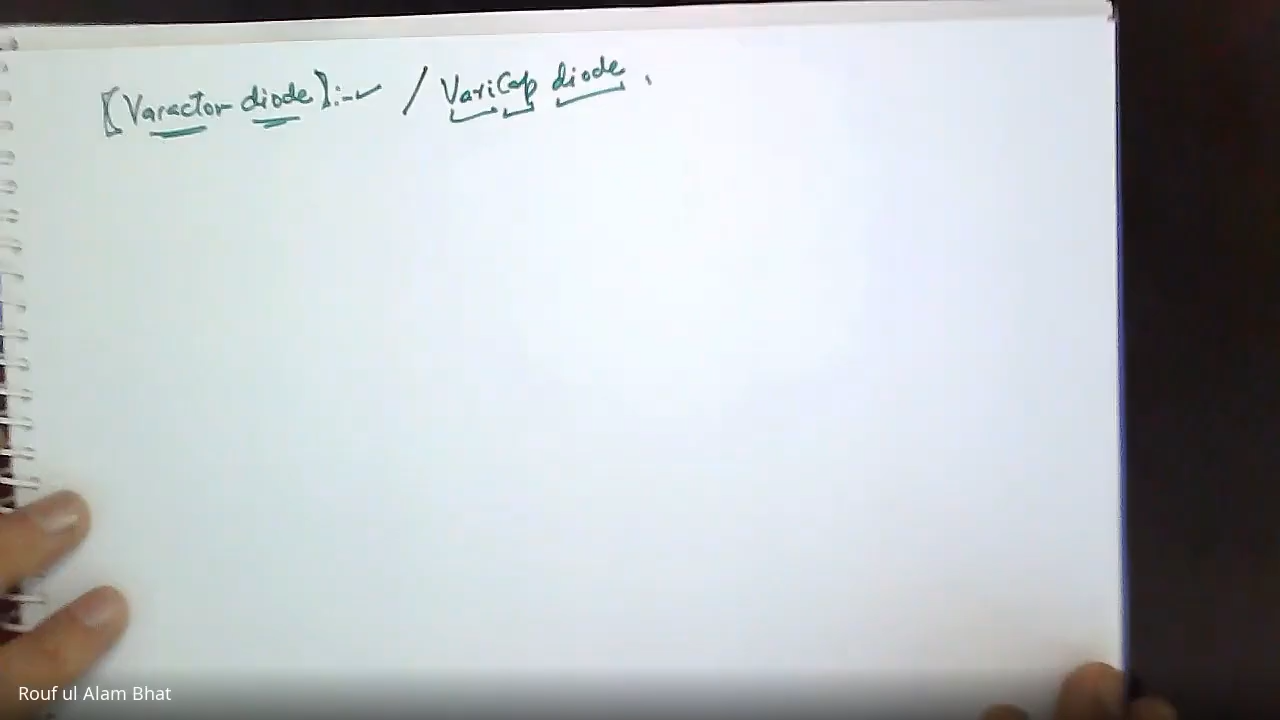 [Varactor diode]:- / VariCap diode,
Rouf ul Alam Bhat